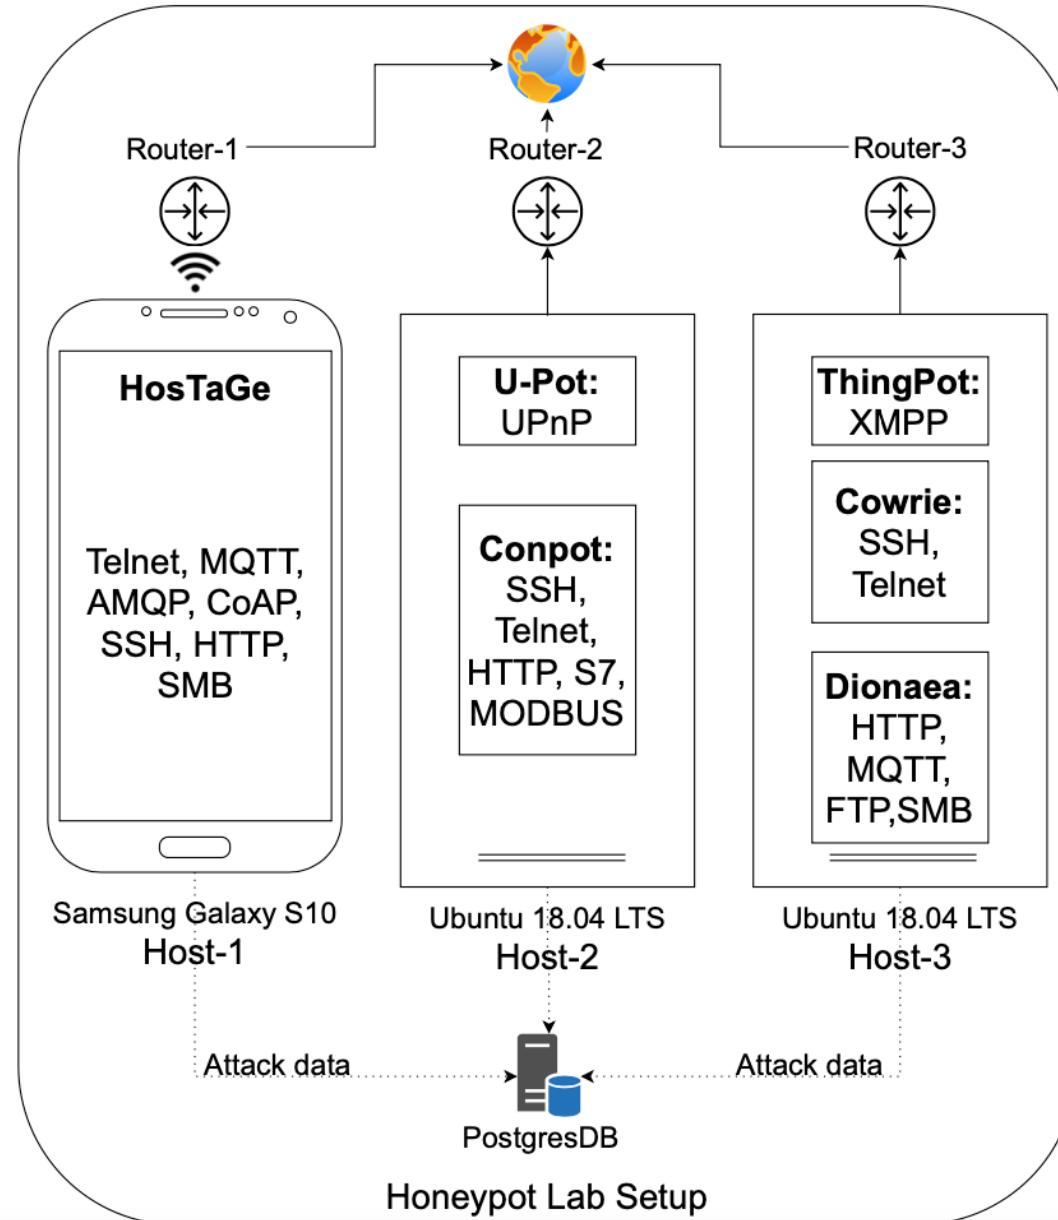 Router-1
Router-2
Router-3
HosTaGe
Telnet, MQTT,
AMQP, CoAP,
SSH, HTTP,
SMB
Samsung Galaxy S10
Host-1
U-Pot:
UPnP
Conpot:
SSH,
Telnet,
HTTP, S7,
MODBUS
Ubuntu 18.04 LTS
Host-2
ThingPot:
XMPP
Cowrie:
SSH,
Telnet
Dionaea:
HTTP,
MQTT,
FTP,SMB
Ubuntu 18.04 LTS
Host-3
Attack data
Attack data
PostgresDB
Honeypot Lab Setup